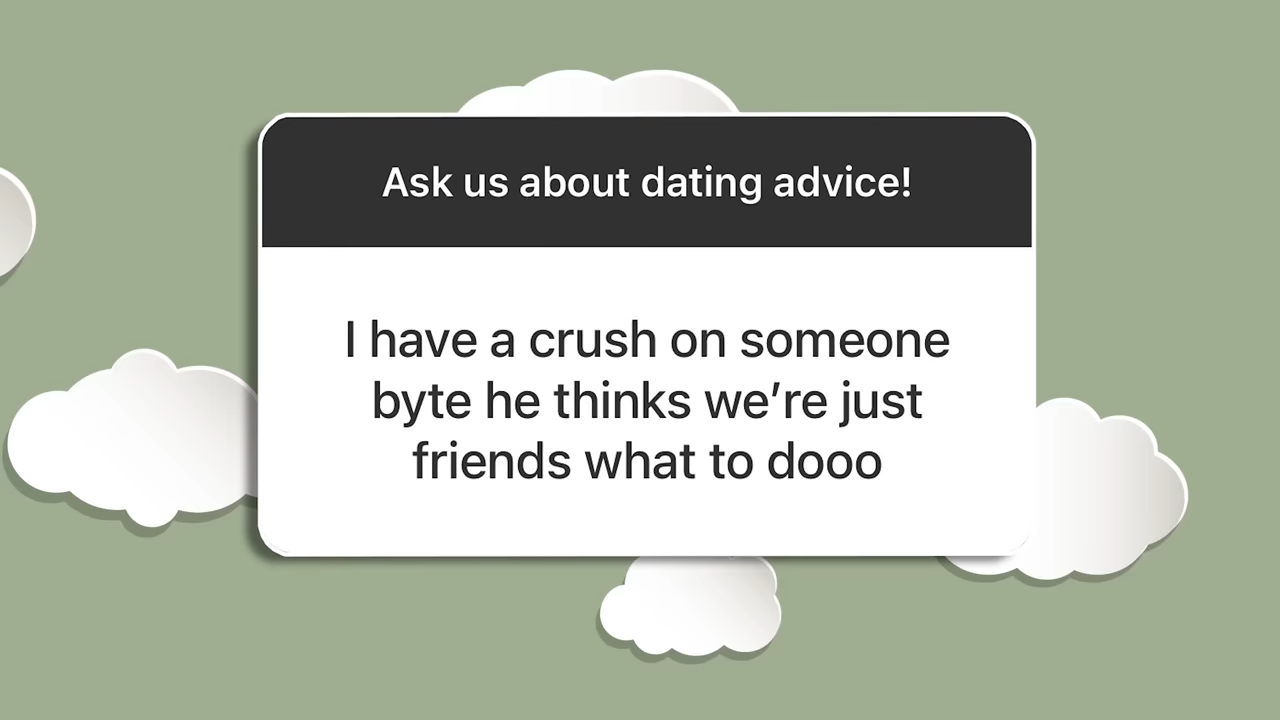 Ask us about dating advice!
I have a crush on someone
byte he thinks we’re just
friends what to dooo